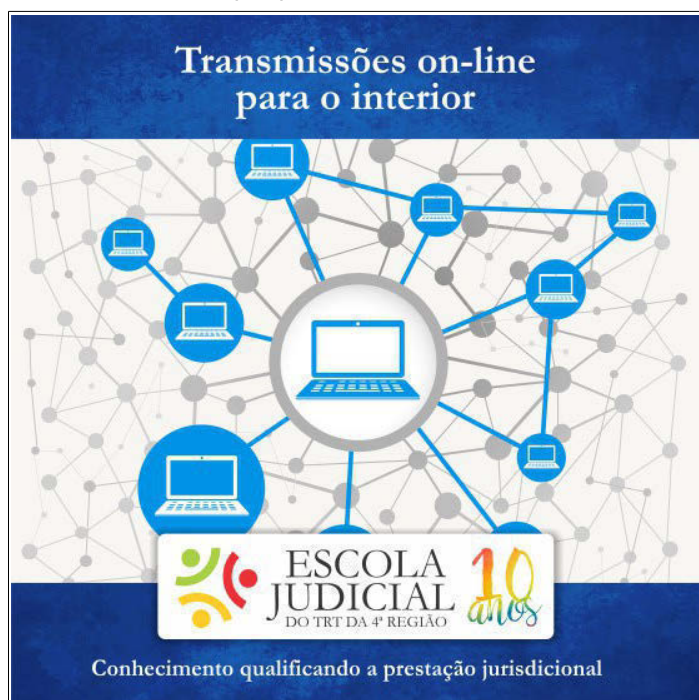 Transmissões on-line
para o interior
ESCOLA
JUDICIAL
DO TRT DA 4ª REGIÃO
10
anos
Conhecimento qualificando a prestação jurisdicional